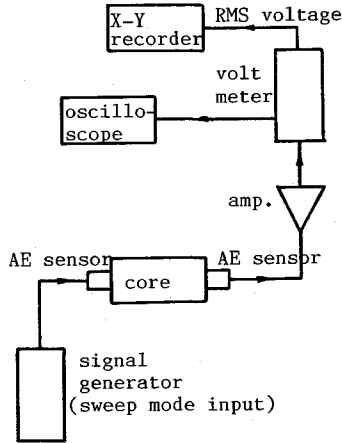 X-Y
recorder
RMS voltage
volt
meter
oscillo-
scope
amp.
AE sensor
AE sensor
core
signal
generator
(sweep mode input)